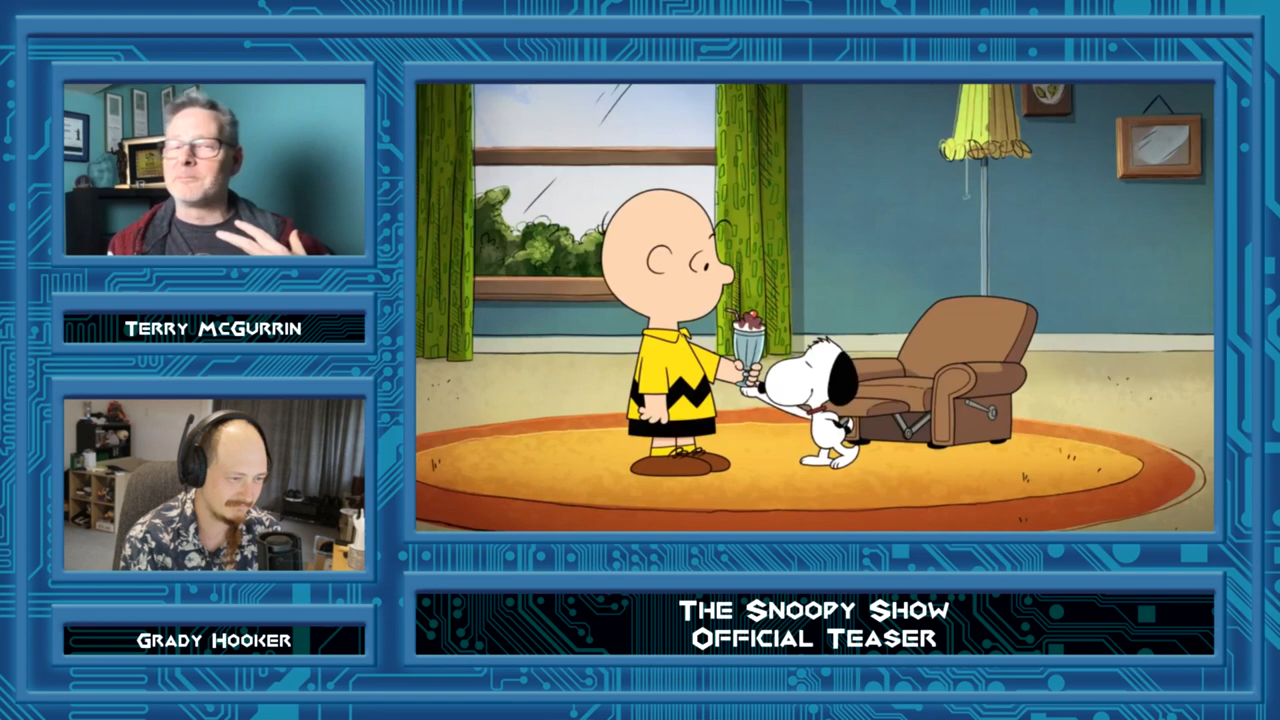 Terry McGurrin
Grady Hooker
The Snoopy Show
Official Teaser